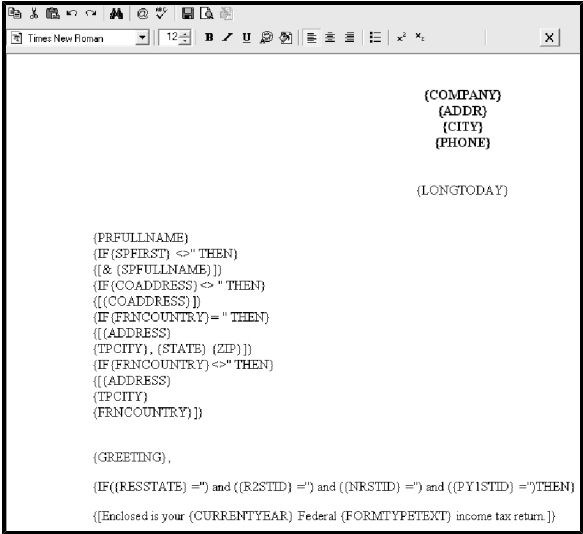 Times New Roman 12 B U x² x₂ X
{COMPANY}
{ADDR}
{CITY}
{PHONE}
{LONGTODAY}
{PRFULLNAME}
{IF{SPFIRST} <>'' THEN}
{[& {SPFULLNAME}]}
{IF{COADDRESS}<> '' THEN}
{[{COADDRESS}]}
{IF{FRNCOUNTRY}= '' THEN}
{[{ADDRESS}
{TPCITY}, {STATE} {ZIP}]}
{IF{FRNCOUNTRY}<>'' THEN}
{[{ADDRESS}
{TPCITY}
{FRNCOUNTRY}]}
{GREETING},
{IF({RESSTATE} ='') and ({R2STID} ='') and ({NRSTID} ='') and ({PY1STID} ='')THEN}
{[Enclosed is your {CURRENTYEAR} Federal {FORMTYPETEXT} income tax return.]}